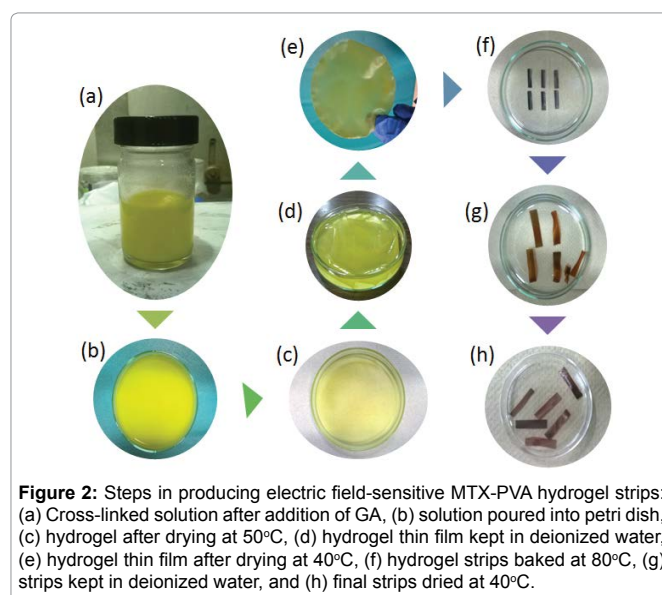 (a)
(b)
(c)
(d)
(e)
(f)
(g)
(h)
Figure 2: Steps in producing electric field-sensitive MTX-PVA hydrogel strips:
(a) Cross-linked solution after addition of GA, (b) solution poured into petri dish,
(c) hydrogel after drying at 50°C, (d) hydrogel thin film kept in deionized water,
(e) hydrogel thin film after drying at 40°C, (f) hydrogel strips baked at 80°C, (g)
strips kept in deionized water, and (h) final strips dried at 40°C.